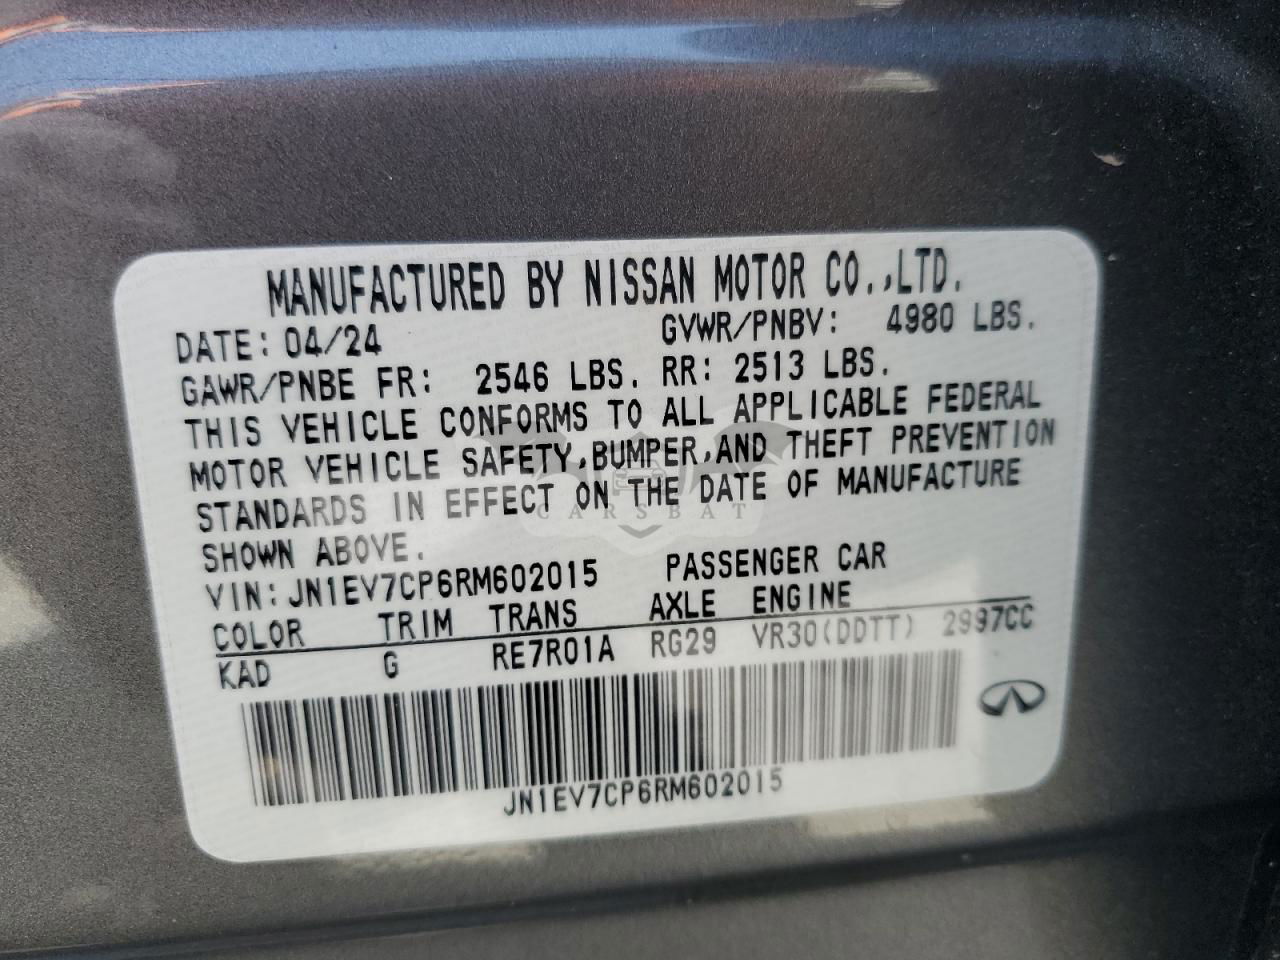 MANUFACTURED BY NISSAN MOTOR CO.,LTD.
DATE: 04/24 GVWR/PNBV: 4980 LBS.
GAWR/PNBE FR: 2546 LBS. RR: 2513 LBS.
THIS VEHICLE CONFORMS TO ALL APPLICABLE FEDERAL
MOTOR VEHICLE SAFETY,BUMPER,AND THEFT PREVENTION
STANDARDS IN EFFECT ON THE DATE OF MANUFACTURE
CARSBAT
SHOWN ABOVE.
VIN: JN1EV7CP6RM602015 PASSENGER CAR
COLOR TRIM TRANS AXLE ENGINE
KAD G RE7R01A RG29 VR30(DDTT) 2997CC
JN1EV7CP6RM602015